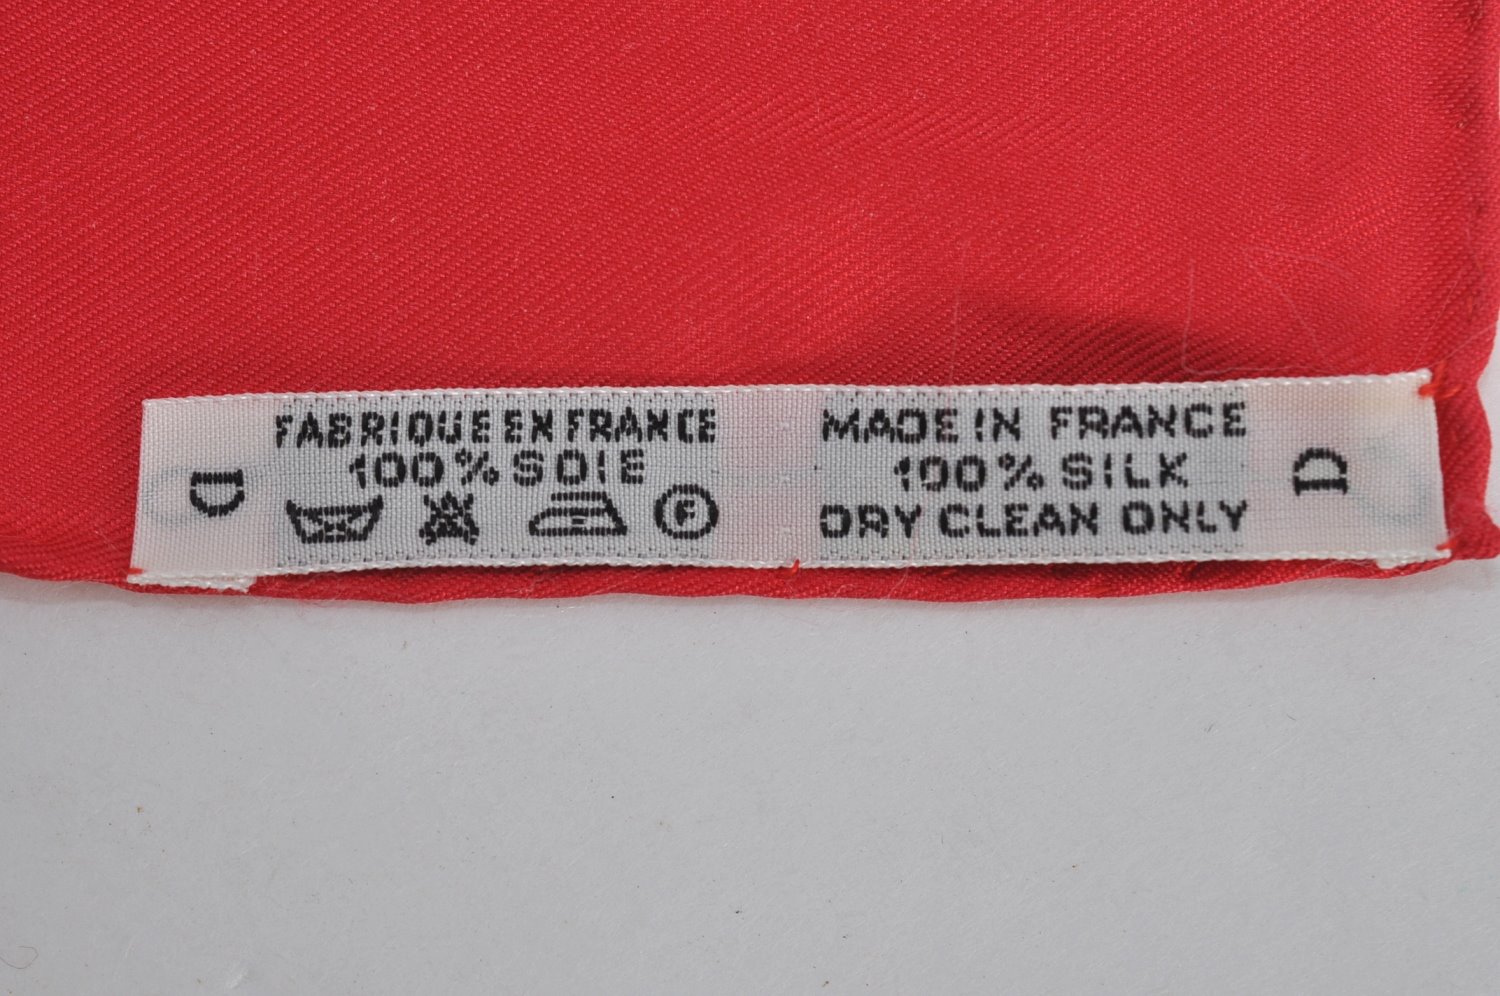 FABRIQUE EN FRANCE
100% SOIE
F
MADE IN FRANCE
100% SILK
DRY CLEAN ONLY
D
D